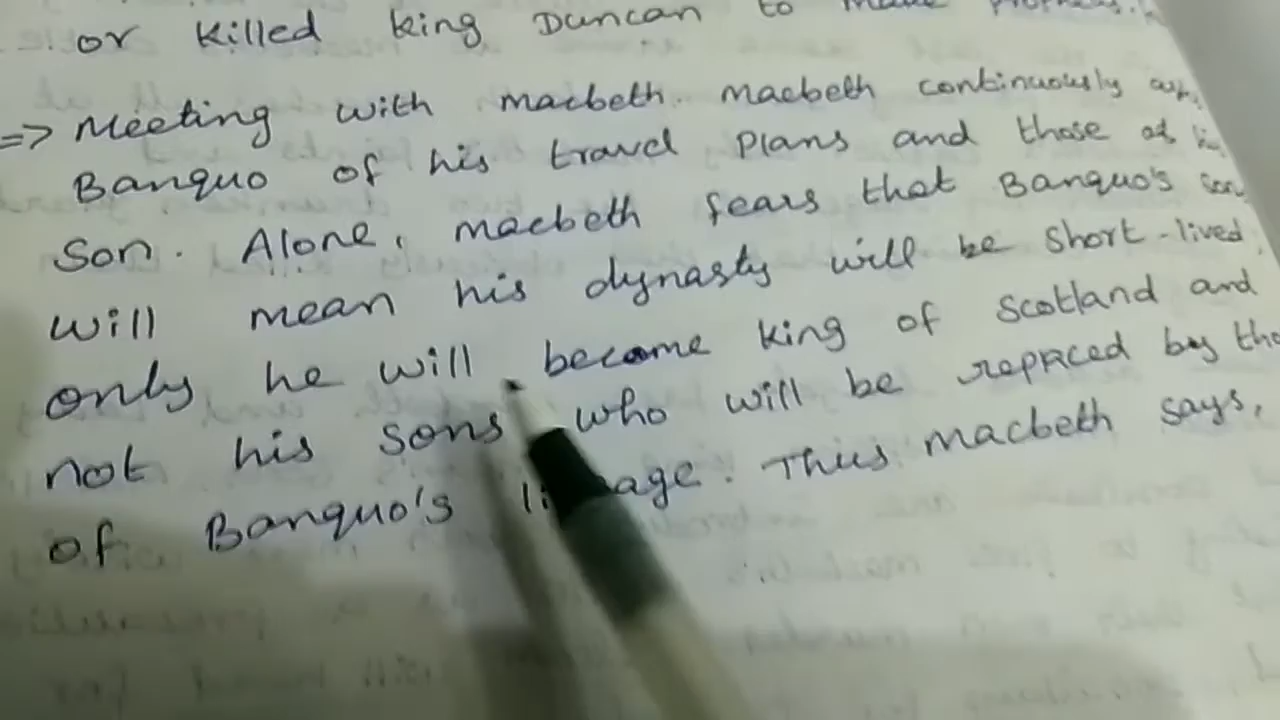 or killed king Duncan to
=> Meeting with macbeth. macbeth continuously
Banquo of his travel plans and those of
son. Alone, macbeth fears that Banquo's
will mean his dynasty will be short-lived
only he will become king of Scotland and
not his sons who will be replaced by the
of Banquo's Thus macbeth says,